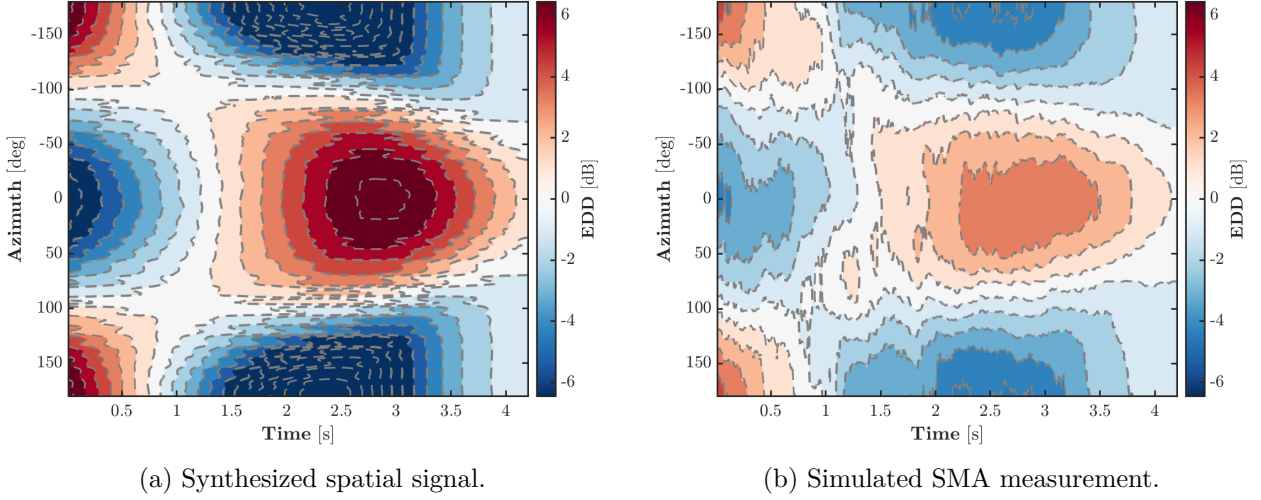 -150
-100
-50
0
50
100
150
Azimuth [deg]
0.5 1 1.5 2 2.5 3 3.5 4
Time [s]
6
4
2
0
-2
-4
-6
EDD [dB]
(a) Synthesized spatial signal.
-150
-100
-50
0
50
100
150
Azimuth [deg]
0.5 1 1.5 2 2.5 3 3.5 4
Time [s]
6
4
2
0
-2
-4
-6
EDD [dB]
(b) Simulated SMA measurement.